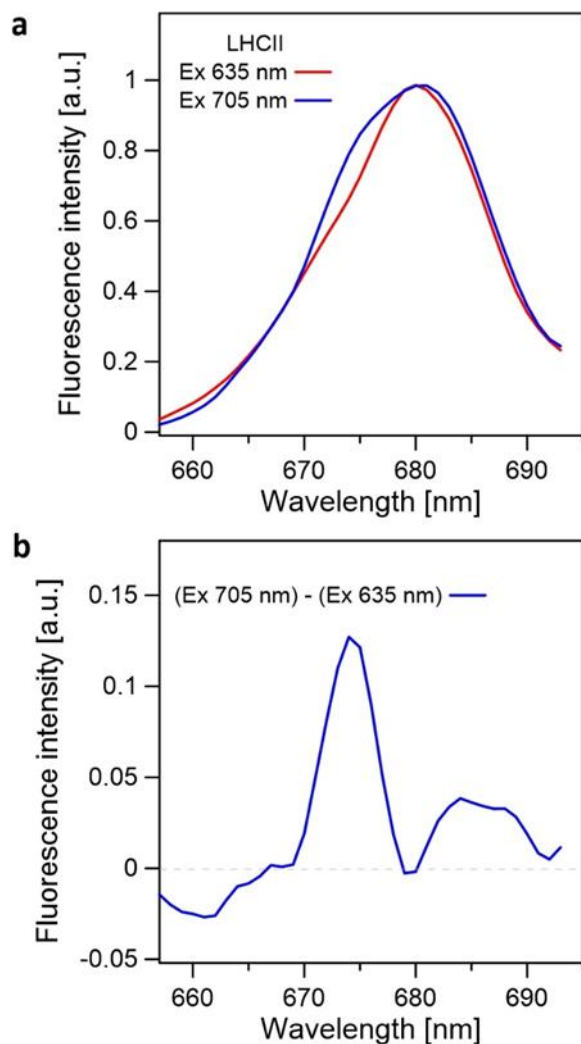 a
LHCII
Ex 635 nm
Ex 705 nm
Fluorescence intensity [a.u.]
1
0.8
0.6
0.4
0.2
0
660 670 680 690
Wavelength [nm]
b
(Ex 705 nm) - (Ex 635 nm)
Fluorescence intensity [a.u.]
0.15
0.1
0.05
0
-0.05
660 670 680 690
Wavelength [nm]